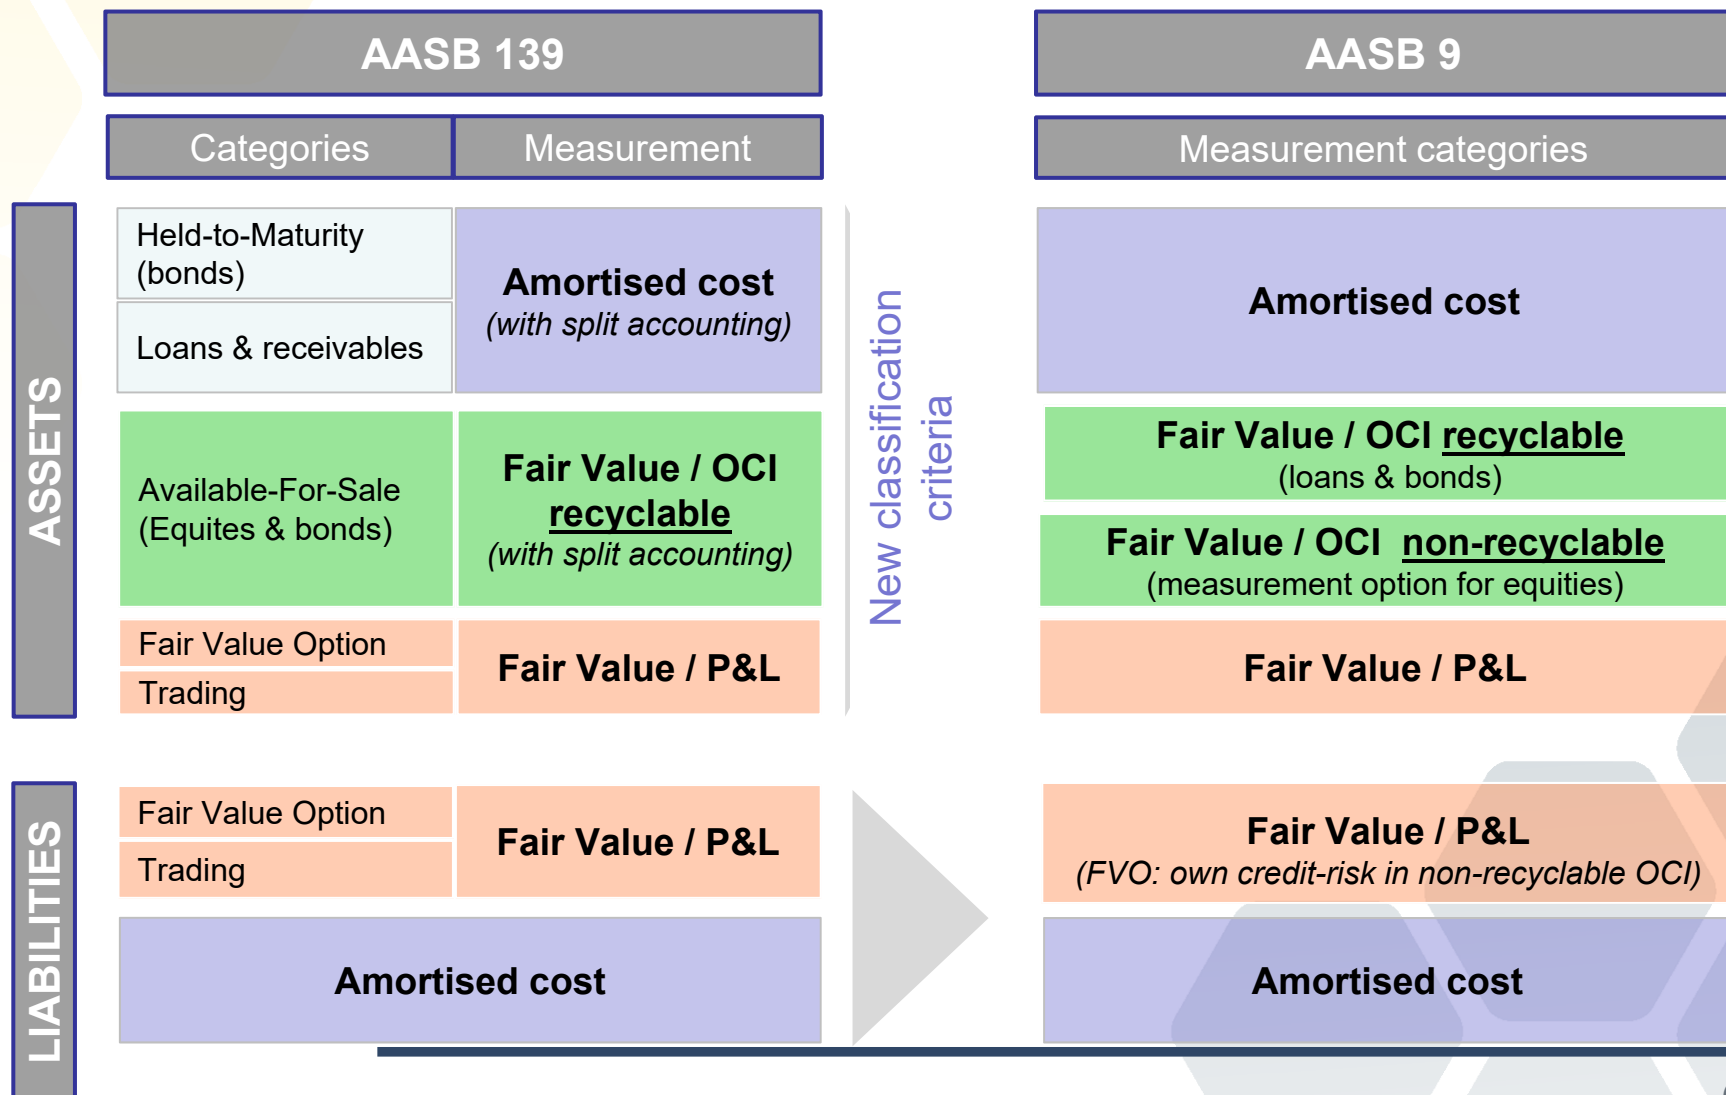 AASB 139
AASB 9
Categories
Measurement
Measurement categories
ASSETS
Held-to-Maturity
(bonds)
Loans & receivables
Amortised cost
(with split accounting)
Available-For-Sale
(Equites & bonds)
Fair Value / OCI
recyclable
(with split accounting)
Fair Value Option
Trading
Fair Value / P&L
New classification
criteria
Amortised cost
Fair Value / OCI recyclable
(loans & bonds)
Fair Value / OCI non-recyclable
(measurement option for equities)
Fair Value / P&L
LIABILITIES
Fair Value Option
Trading
Fair Value / P&L
Amortised cost
Fair Value / P&L
(FVO: own credit-risk in non-recyclable OCI)
Amortised cost